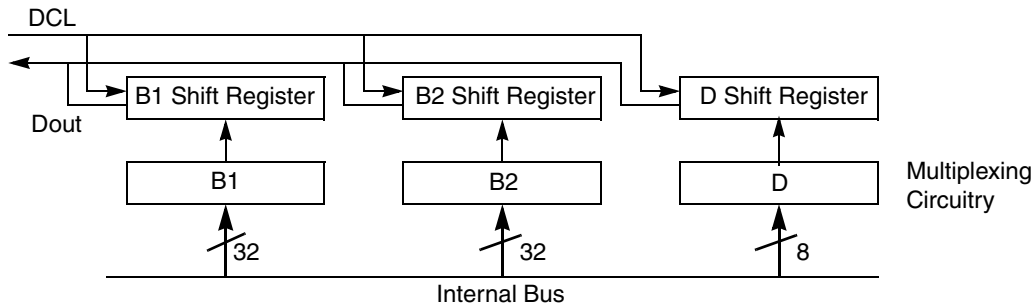 DCL
B1 Shift Register
B2 Shift Register
D Shift Register
Dout
B1
B2
D
Multiplexing
Circuitry
32
32
8
Internal Bus